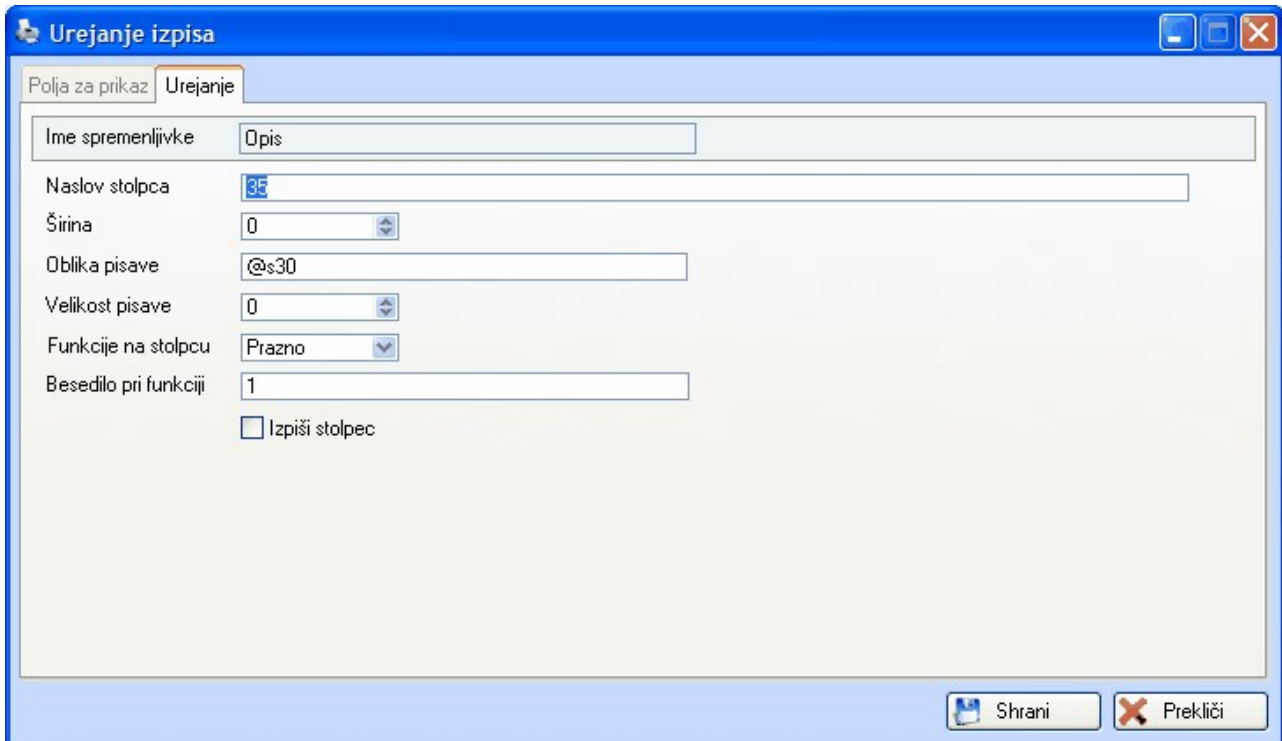 Urejanje izpisa
Polja za prikaz Urejanje
Ime spremenljivke Opis
Naslov stolpca 35
Širina 0
Oblika pisave @s30
Velikost pisave 0
Funkcije na stolpcu Prazno
Besedilo pri funkciji 1
Izpiši stolpec
Shrani Prekliči